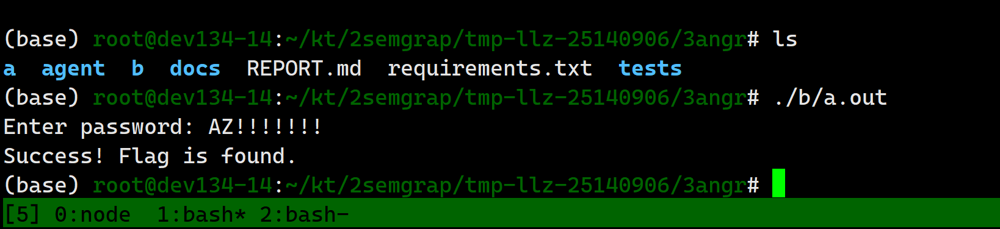 (base) root@dev134-14:~/kt/2semgrap/tmp-llz-25140906/3angr# ls
a  agent  b  docs  REPORT.md  requirements.txt  tests
(base) root@dev134-14:~/kt/2semgrap/tmp-llz-25140906/3angr# ./b/a.out
Enter password: AZ!!!!!!!
Success! Flag is found.
(base) root@dev134-14:~/kt/2semgrap/tmp-llz-25140906/3angr#
[5] 0:node  1:bash* 2:bash-